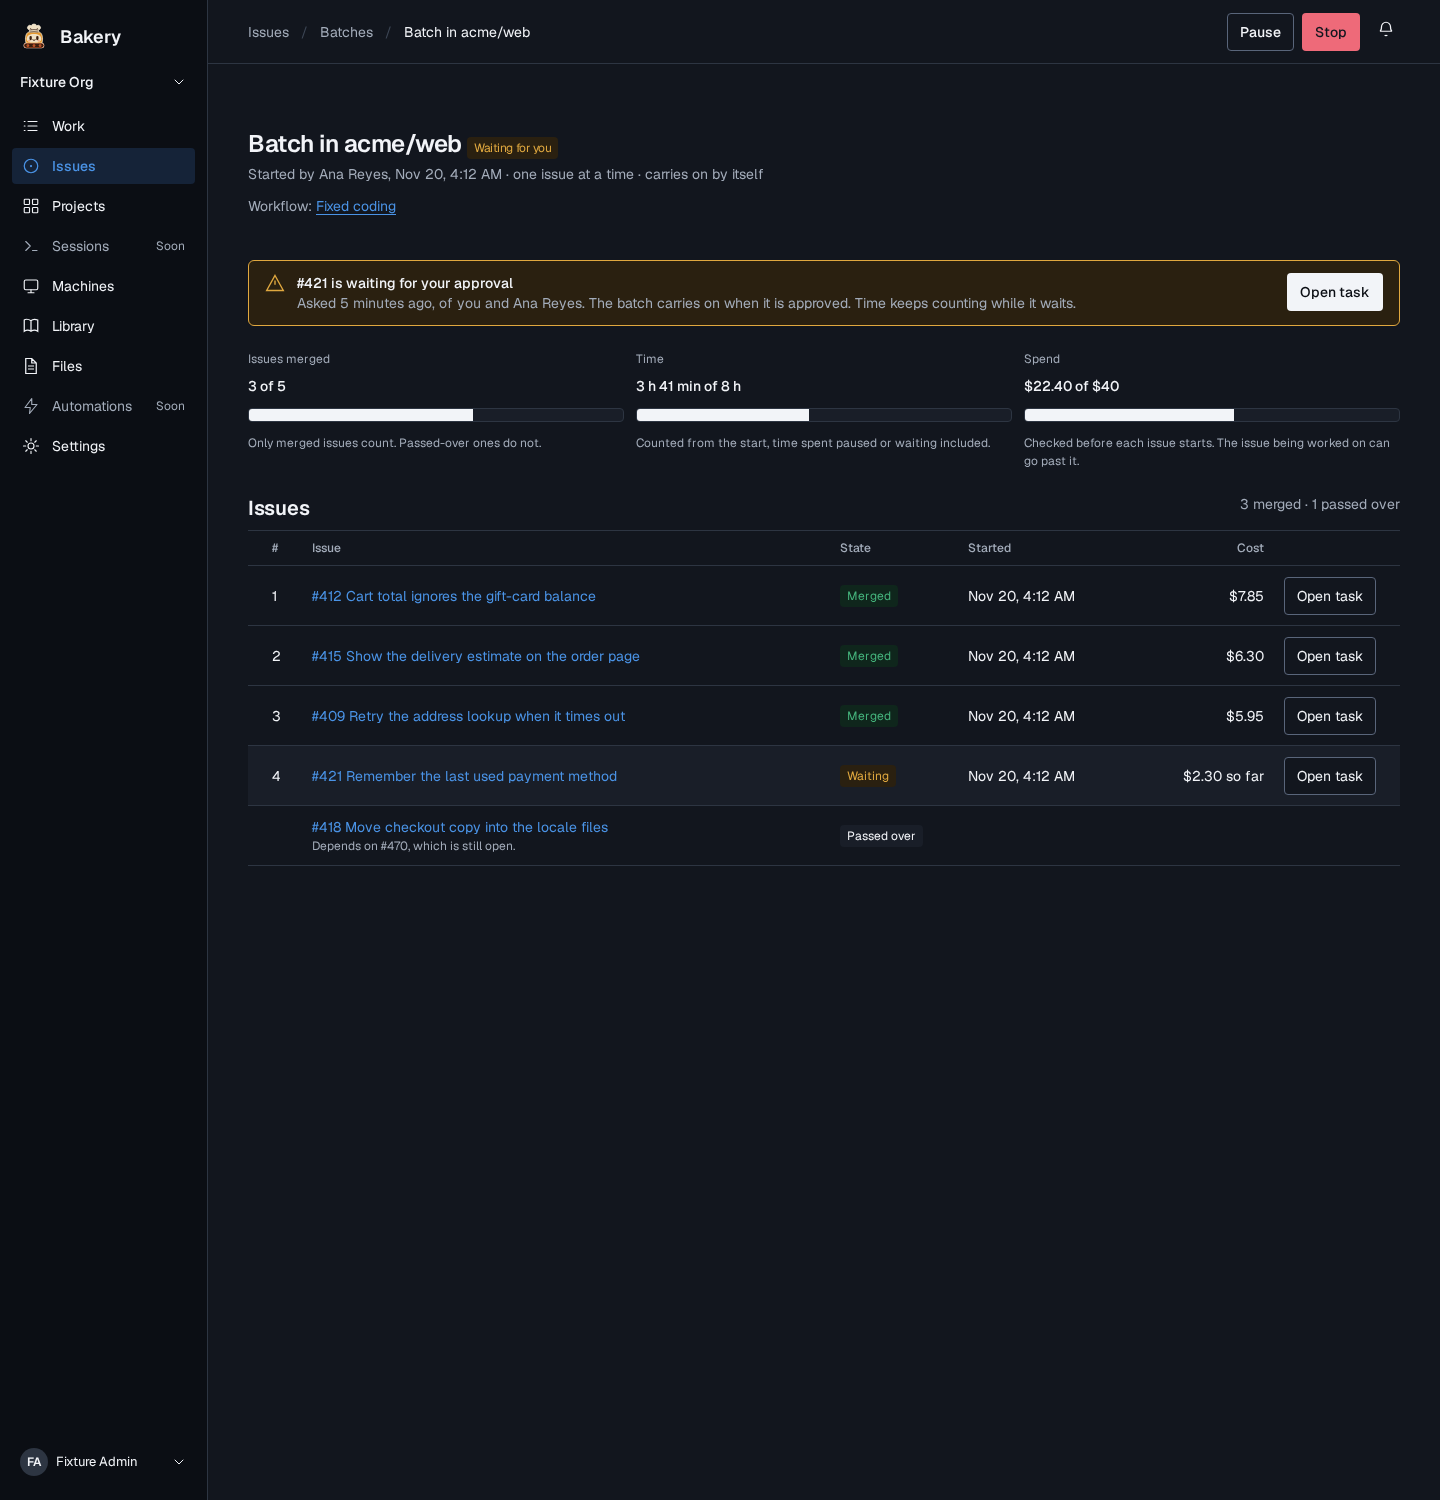 Bakery
Fixture Org
Work
Issues
Projects
Sessions Soon
Machines
Library
Files
Automations Soon
Settings
FA Fixture Admin
Issues / Batches / Batch in acme/web
Pause Stop
Batch in acme/web Waiting for you
Started by Ana Reyes, Nov 20, 4:12 AM · one issue at a time · carries on by itself
Workflow: Fixed coding
#421 is waiting for your approval
Asked 5 minutes ago, of you and Ana Reyes. The batch carries on when it is approved. Time keeps counting while it waits.
Open task
Issues merged
3 of 5
Only merged issues count. Passed-over ones do not.
Time
3 h 41 min of 8 h
Counted from the start, time spent paused or waiting included.
Spend
$22.40 of $40
Checked before each issue starts. The issue being worked on can
go past it.
Issues 3 merged · 1 passed over
# Issue State Started Cost
1 #412 Cart total ignores the gift-card balance Merged Nov 20, 4:12 AM $7.85 Open task
2 #415 Show the delivery estimate on the order page Merged Nov 20, 4:12 AM $6.30 Open task
3 #409 Retry the address lookup when it times out Merged Nov 20, 4:12 AM $5.95 Open task
4 #421 Remember the last used payment method Waiting Nov 20, 4:12 AM $2.30 so far Open task
#418 Move checkout copy into the locale files Passed over
Depends on #470, which is still open.